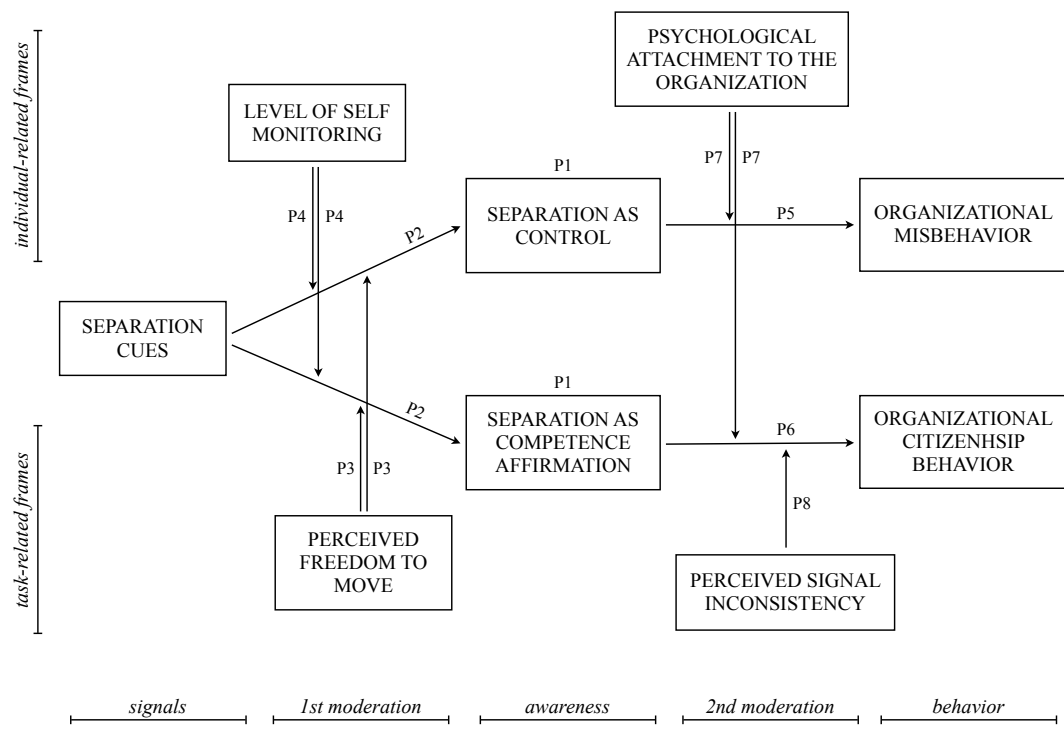 PSYCHOLOGICAL
ATTACHMENT TO THE
ORGANIZATION
individual-related frames
LEVEL OF SELF
MONITORING
P4
P4
P7
P7
P1
P2
SEPARATION AS
CONTROL
P5
ORGANIZATIONAL
MISBEHAVIOR
SEPARATION
CUES
P1
P2
SEPARATION AS
COMPETENCE
AFFIRMATION
P6
ORGANIZATIONAL
CITIZENHSIP
BEHAVIOR
task-related frames
P3
P3
P8
PERCEIVED
FREEDOM TO
MOVE
PERCEIVED SIGNAL
INCONSISTENCY
signals
1st moderation
awareness
2nd moderation
behavior